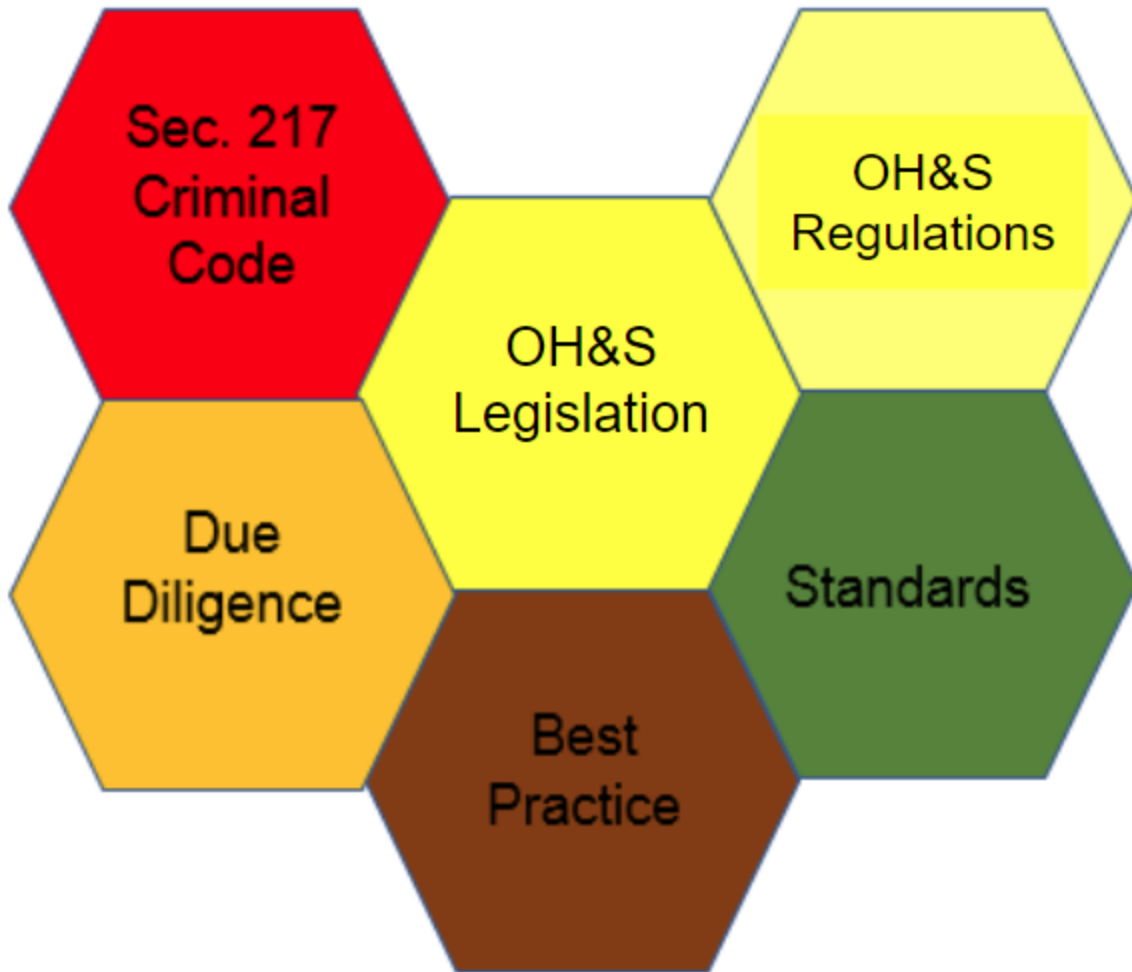 Sec. 217
Criminal
Code
OH&S
Regulations
OH&S
Legislation
Due
Diligence
Standards
Best
Practice